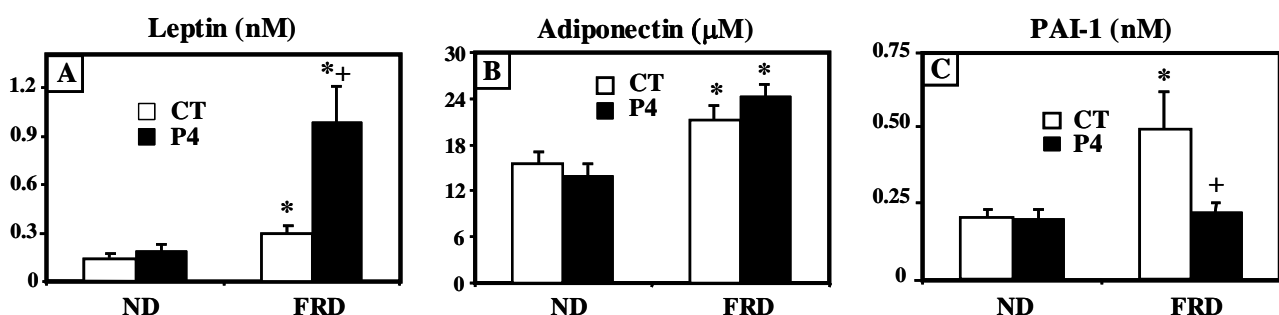 Leptin (nM)
A
1.2
0.9
0.6
0.3
0
CT
P4
*
*+
ND FRD
Adiponectin (µM)
B
30
24
18
12
6
0
CT
P4
*
*
ND FRD
PAI-1 (nM)
C
0.75
0.50
0.25
0
CT
P4
*
+
ND FRD